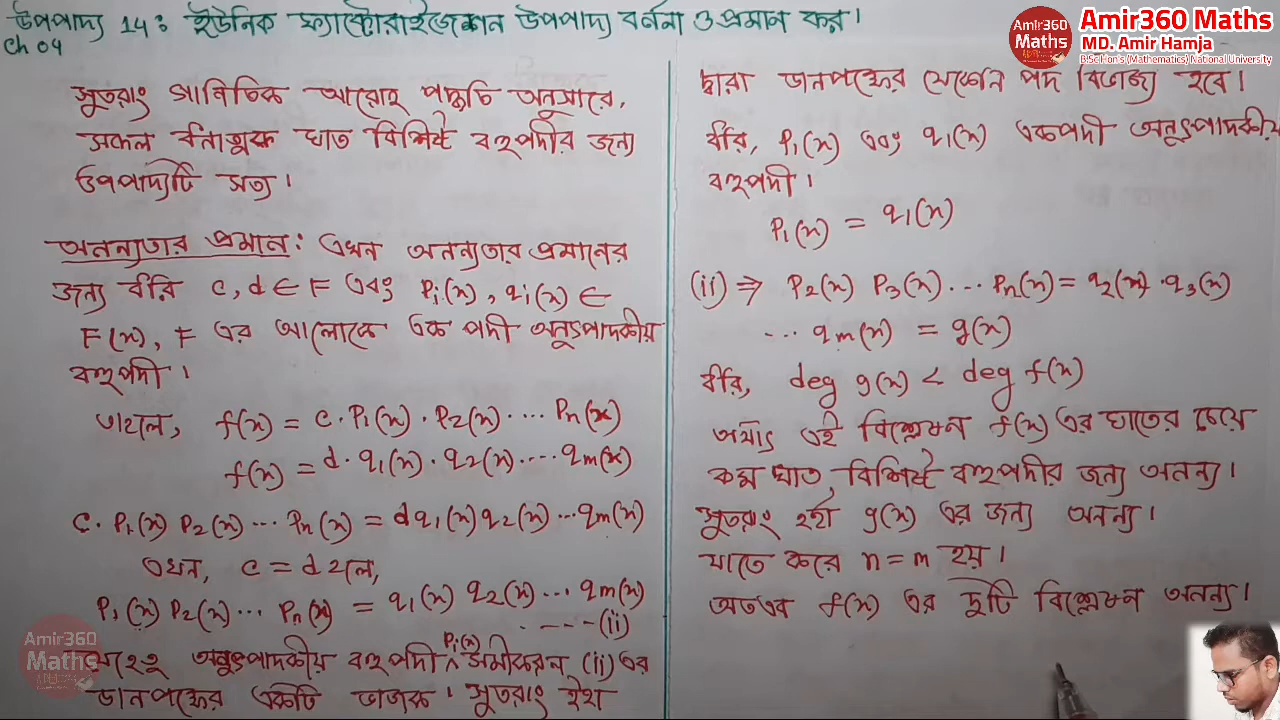 উপপাদ্য 14: ইউনিক ফ্যাক্টোরাইজেশন উপপাদ্য বর্ননা ও প্রমান কর।
Ch 04
Amir360 Maths
MD. Amir Hamja
B.Sc Hon's (Mathematics) National University
Amir360
Maths
সুতরাং গানিতিক আরোহ পদ্ধতি অনুসারে,
সকল ধনাত্মক ঘাত বিশিষ্ট বহুপদীর জন্য
উপপাদ্যটি সত্য।
অনন্যতার প্রমান: এখন অনন্যতার প্রমানের
জন্য ধরি c, d ∈ F এবং Pi(x), qi(x) ∈
F(x), F এর আলোকে এক পদী অনুৎপাদকীয়
বহুপদী।
তাহলে, f(x) = c·P1(x)·P2(x)···· Pn(x)
f(x) = d·q1(x)·q2(x)·····qm(x)
c·P1(x) P2(x)··· Pn(x) = dq1(x)q2(x)···qm(x)
এখন, c = d হলে,
P1(x) P2(x)··· Pn(x) = q1(x) q2(x)··· qm(x)
-----(ii)
অনুৎপাদকীয় বহুপদী ^Pi(x) সমীকরন (ii) এর
ডানপক্ষের একটি ভাজক। সুতরাং ইহা
Amir360
Maths
দ্বারা ডানপক্ষের যেকোন পদ বিভাজ্য হবে।
ধরি, P1(x) এবং q1(x) একপদী অনুৎপাদকীয়
বহুপদী।
P1(x) = q1(x)
(ii) ⇒ P2(x) P3(x)··· Pn(x) = q2(x)·q3(x)
··· qm(x) = g(x)
ধরি, deg g(x) < deg f(x)
অর্থাৎ এই বিশ্লেষন f(x) এর ঘাতের চেয়ে
কম ঘাত বিশিষ্ট বহুপদীর জন্য অনন্য।
সুতরাং ইহা g(x) এর জন্য অনন্য।
যাতে করে n = m হয়।
অতএব f(x) এর দুটি বিশ্লেষন অনন্য।